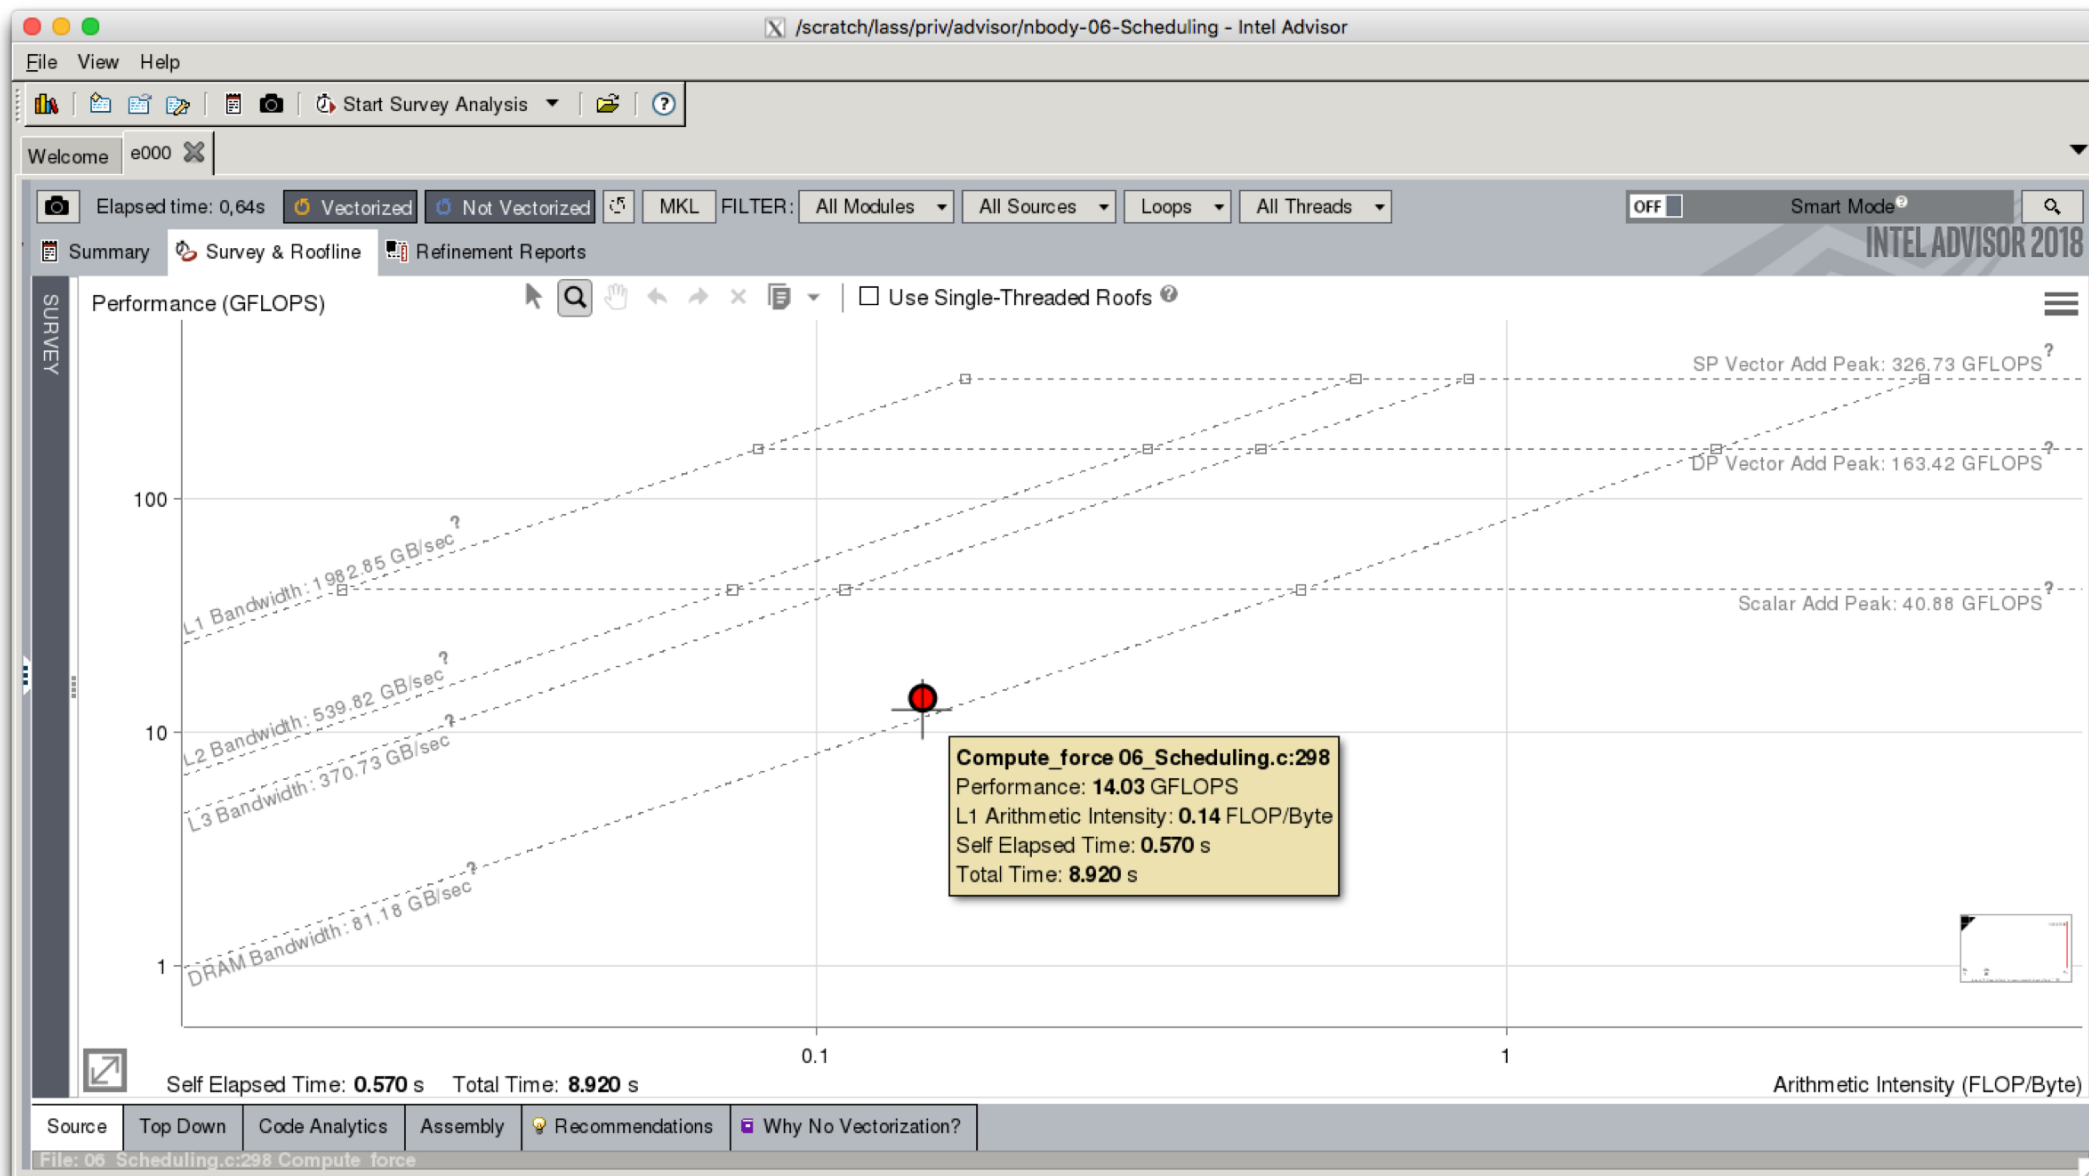 /scratch/lass/priv/advisor/nbody-06-Scheduling - Intel Advisor
File View Help
Start Survey Analysis
Welcome e000
Elapsed time: 0,64s Vectorized Not Vectorized MKL FILTER: All Modules All Sources Loops All Threads OFF Smart Mode
Summary Survey & Roofline Refinement Reports INTEL ADVISOR 2018
SURVEY
Performance (GFLOPS) Use Single-Threaded Roofs
SP Vector Add Peak: 326.73 GFLOPS ?
DP Vector Add Peak: 163.42 GFLOPS ?
100
L1 Bandwidth: 1982.85 GB/sec ?
Scalar Add Peak: 40.88 GFLOPS ?
L2 Bandwidth: 539.82 GB/sec ?
10
L3 Bandwidth: 370.73 GB/sec ?
Compute_force 06_Scheduling.c:298
Performance: 14.03 GFLOPS
L1 Arithmetic Intensity: 0.14 FLOP/Byte
Self Elapsed Time: 0.570 s
Total Time: 8.920 s
DRAM Bandwidth: 81.18 GB/sec ?
1
0.1 1
Self Elapsed Time: 0.570 s Total Time: 8.920 s Arithmetic Intensity (FLOP/Byte)
Source Top Down Code Analytics Assembly Recommendations Why No Vectorization?
File: 06_Scheduling.c:298 Compute_force